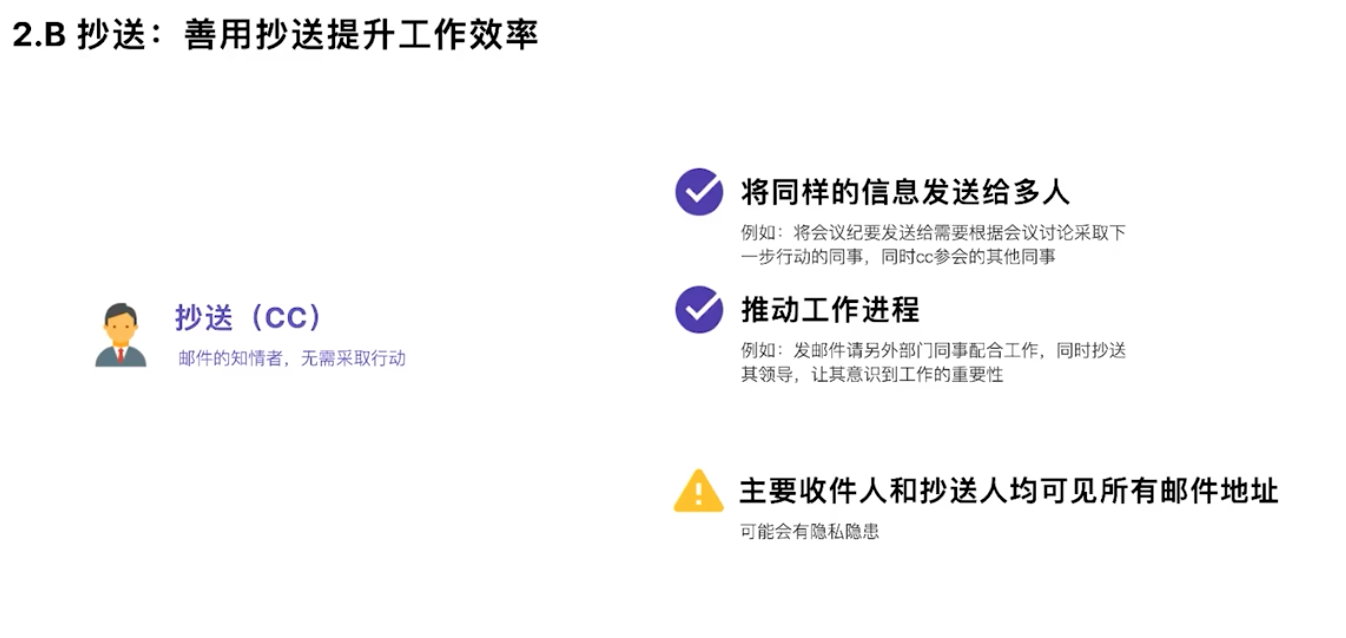 2.B 抄送：善用抄送提升工作效率
抄送（CC）
邮件的知情者，无需采取行动
将同样的信息发送给多人
例如：将会议纪要发送给需要根据会议讨论采取下
一步行动的同事，同时cc参会的其他同事
推动工作进程
例如：发邮件请另外部门同事配合工作，同时抄送
其领导，让其意识到工作的重要性
主要收件人和抄送人均可见所有邮件地址
可能会有隐私隐患